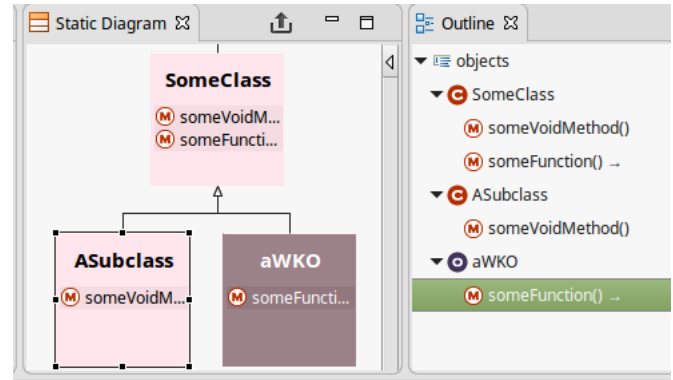 Static Diagram
SomeClass
M someVoidM...
M someFuncti...
ASubclass
M someVoidM...
aWKO
M someFuncti...
Outline
objects
C SomeClass
M someVoidMethod()
M someFunction() →
C ASubclass
M someVoidMethod()
O aWKO
M someFunction() →